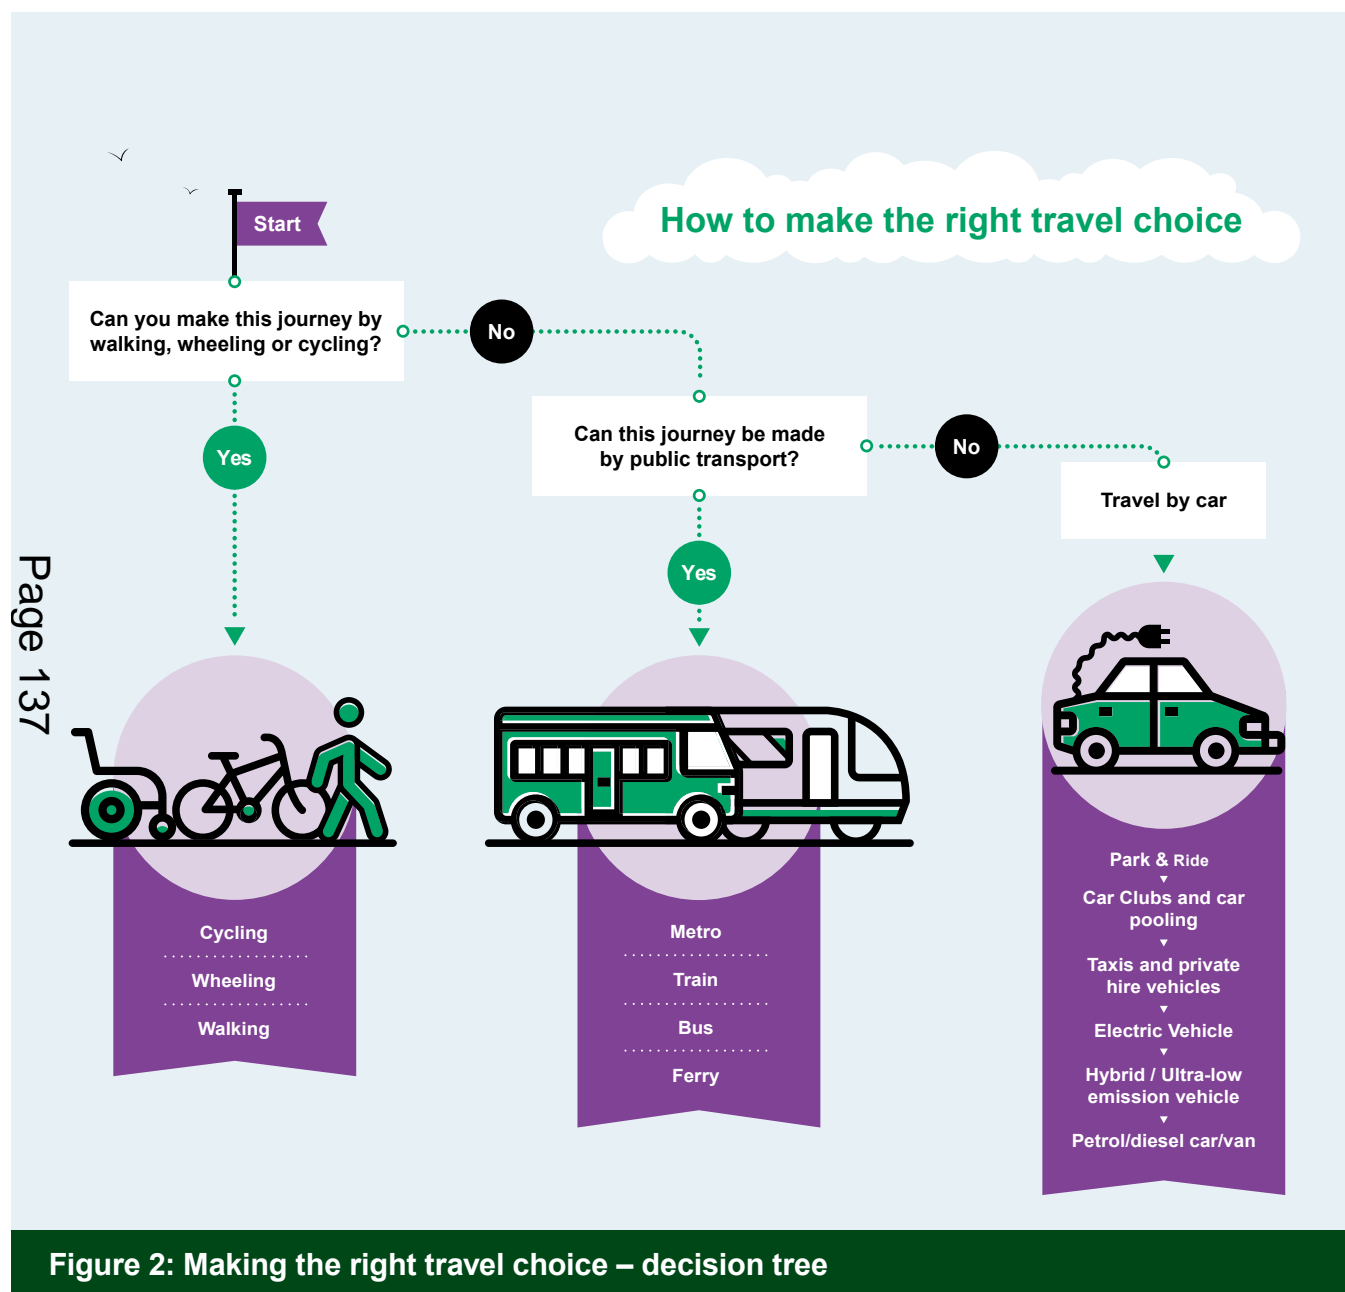 How to make the right travel choice
Start
Can you make this journey by
walking, wheeling or cycling?
No
Yes
Can this journey be made
by public transport?
No
Yes
Travel by car
Cycling
Wheeling
Walking
Metro
Train
Bus
Ferry
Park & Ride
Car Clubs and car
pooling
Taxis and private
hire vehicles
Electric Vehicle
Hybrid / Ultra-low
emission vehicle
Petrol/diesel car/van
Page 137
Figure 2: Making the right travel choice – decision tree